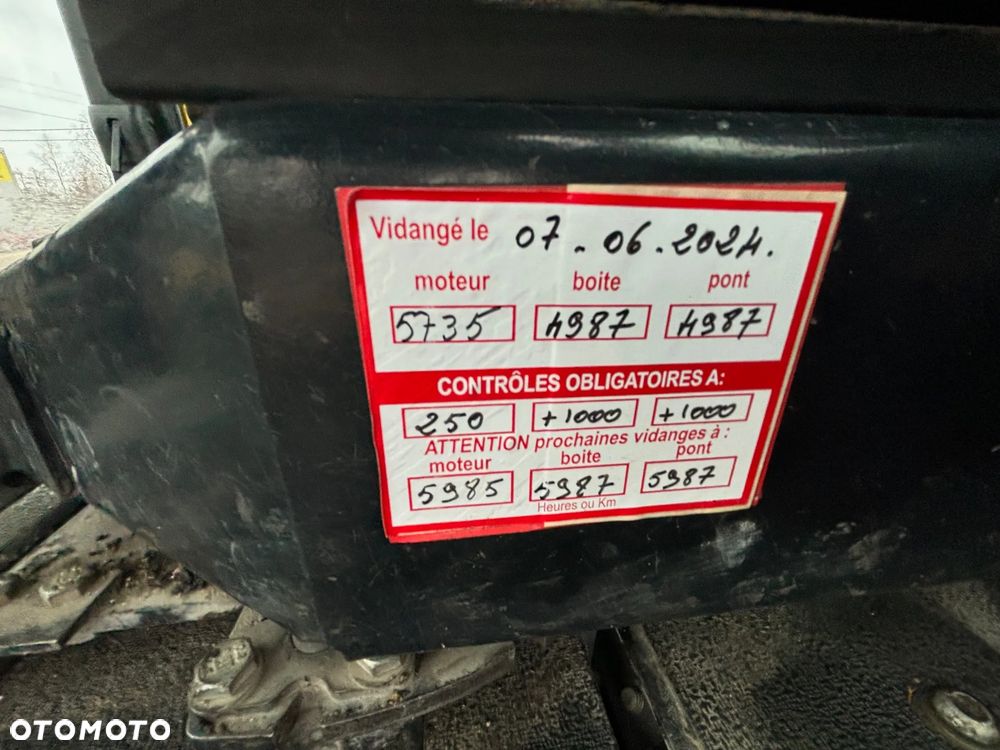 Vidangé le 07-06.2024.
moteur boite pont
5735 4987 4987
CONTRÔLES OBLIGATOIRES A:
250 +1000 +1000
ATTENTION prochaines vidanges à :
moteur boite pont
5985 5987 5987
Heures ou Km
OTOMOTO